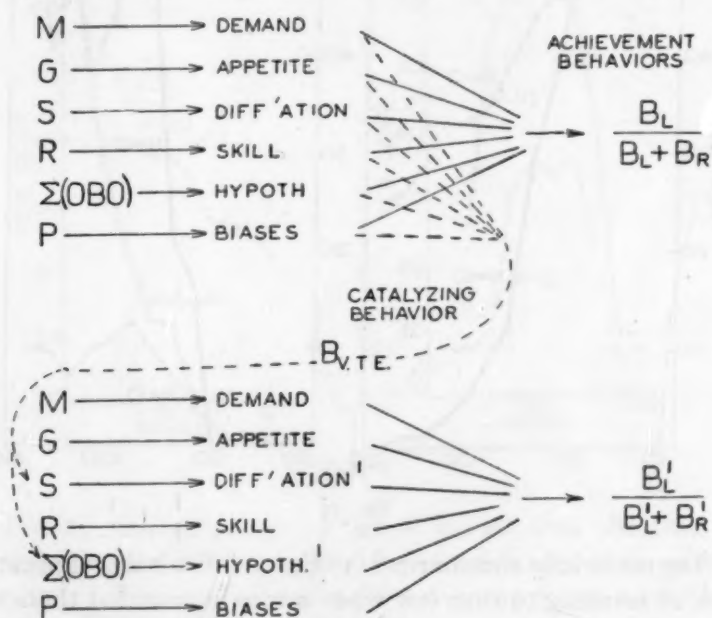 M → DEMAND
G → APPETITE
S → DIFF'ATION
R → SKILL
Σ(OBO) → HYPOTH
P → BIASES
ACHIEVEMENT
BEHAVIORS
B_L
B_L + B_R
CATALYZING
BEHAVIOR
B_V.T.E.
M → DEMAND
G → APPETITE
S → DIFF'ATION'
R → SKILL
Σ(OBO) → HYPOTH.'
P → BIASES
B'_L
B'_L + B'_R